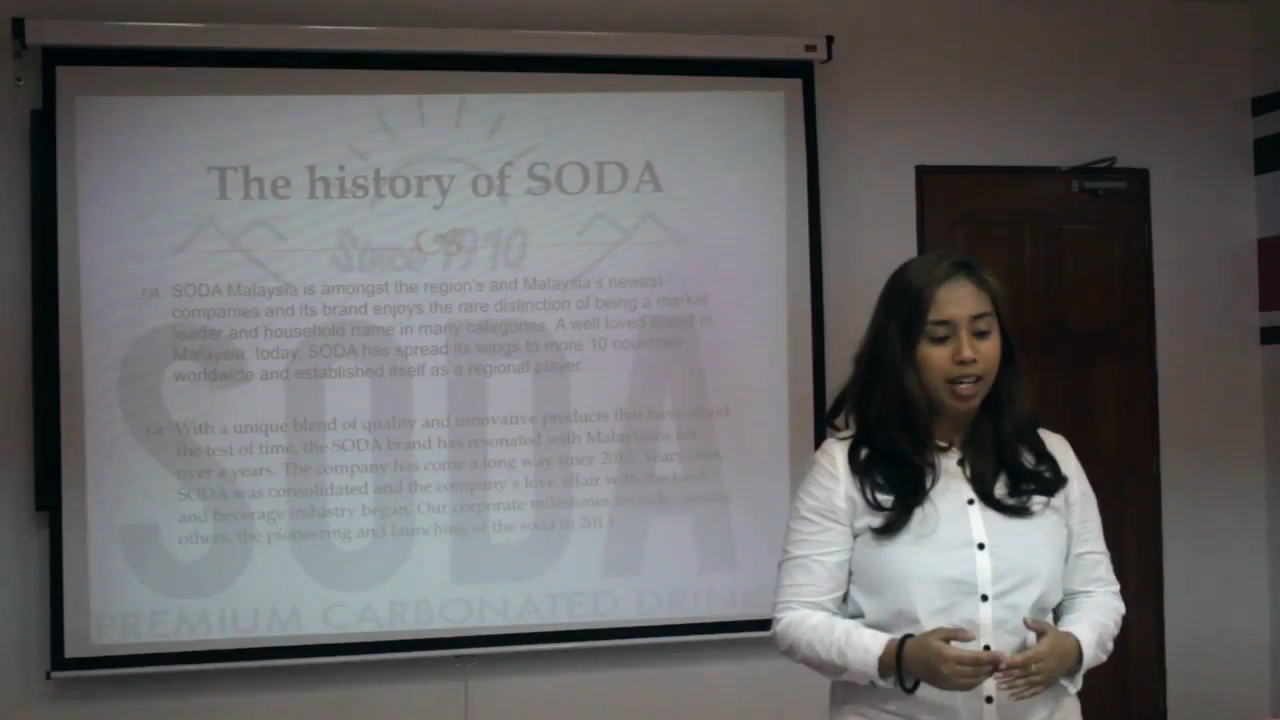 The history of SODA
Since 1990
SODA Malaysia is amongst the region's and Malaysia's newest
companies and its brand enjoys the rare distinction of being a market
leader and household name in many categories. A well loved brand in
Malaysia, today, SODA has spread its wings to more 10 countries
worldwide and established itself as a regional player.
With a unique blend of quality and innovative products that have stood
the test of time, the SODA brand has resonated with Malaysians for
over a years. The company has come a long way since 2013. Years later,
SODA was consolidated and the company's love affair with the food
and beverage industry began. Our corporate milestones include, among
others, the pioneering and launching of the soda in 2013.
SODA
PREMIUM CARBONATED DRINK